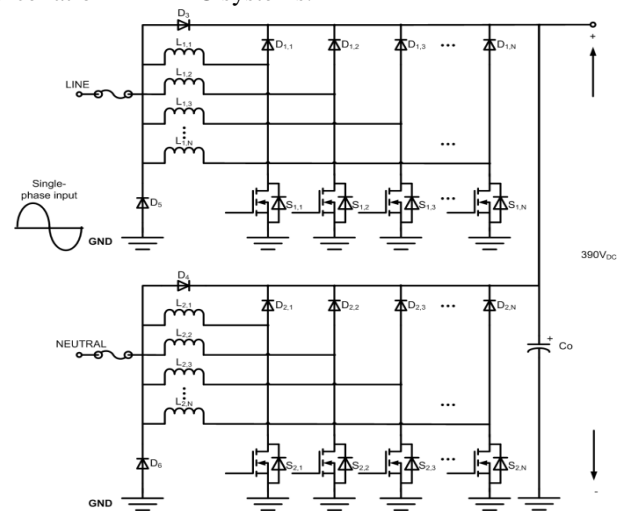 D3
L1,1
D1,1
D1,2
D1,3
...
D1,N
+
L1,2
LINE
L1,3
L1,N
...
Single-
phase input
D5
S1,1
S1,2
S1,3
...
S1,N
GND
390VDC
D4
L2,1
D2,1
D2,2
D2,3
...
D2,N
L2,2
NEUTRAL
+
Co
L2,3
L2,N
...
D6
S2,1
S2,2
S2,3
...
S2,N
GND
-